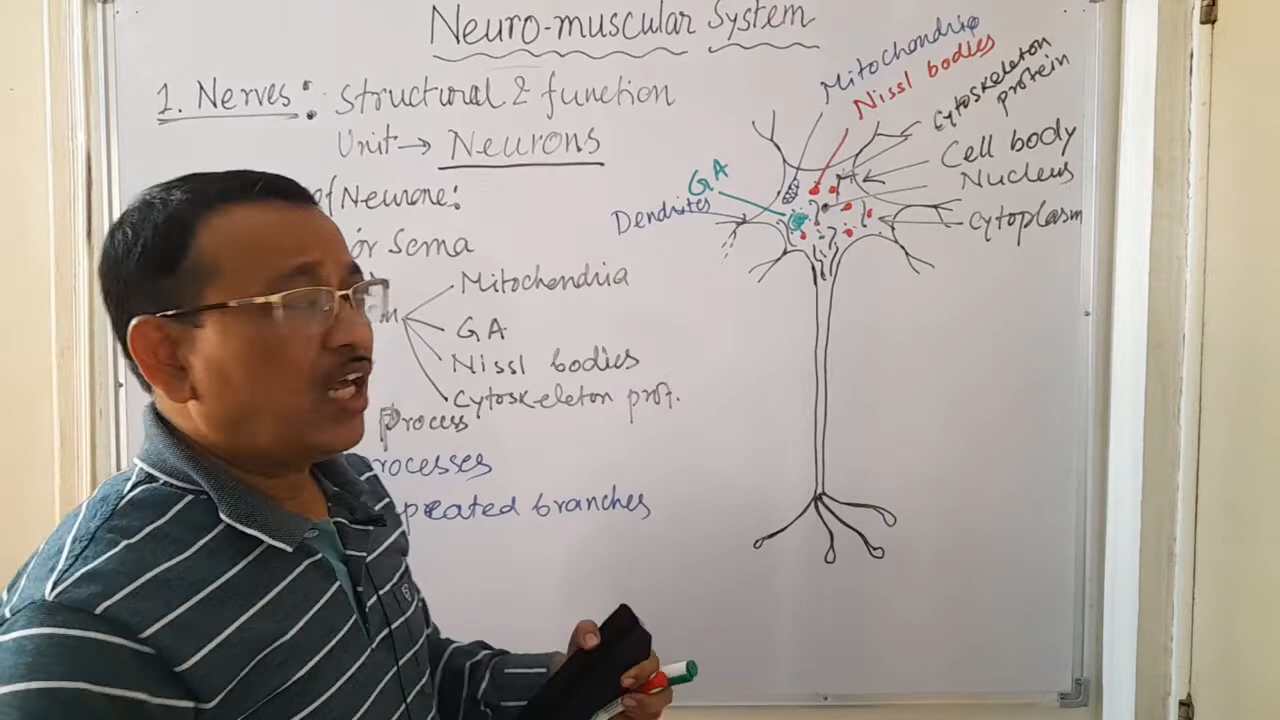 Neuro-muscular System
1. Nerves: Structural & function
Unit → Neurons
of Neurone:
or Soma
Mitochondria
GA
Nissl bodies
Cytoskeleton prot.
Process
rocesses
peated branches
Mitochondria
Nissl bodies
Cytoskeleton
protein
Cell body
Nucleus
Cytoplasm
GA
Dendrites